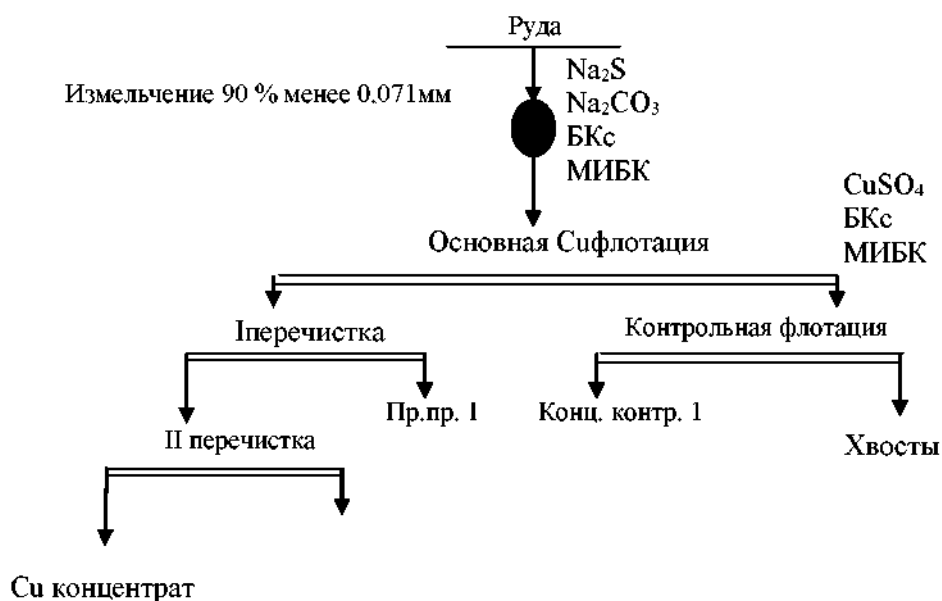 Руда
Измельчение 90 % менее 0.071мм
Na₂S
Na₂CO₃
БКс
МИБК
CuSO₄
БКс
МИБК
Основная Cuфлотация
Iперечистка
Контрольная флотация
Пр.пр. 1
Конц. контр. 1
II перечистка
Хвосты
Cu концентрат